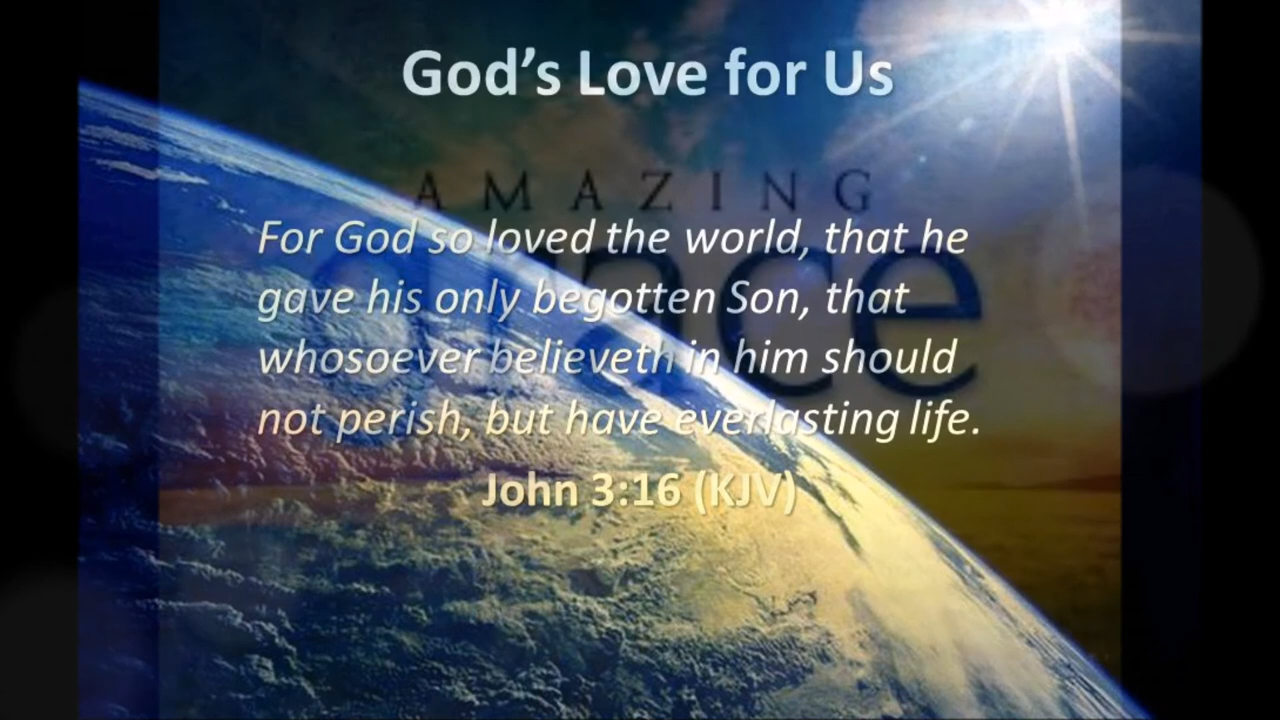 God’s Love for Us
AMAZING
grace
For God so loved the world, that he
gave his only begotten Son, that
whosoever believeth in him should
not perish, but have everlasting life.
John 3:16 (KJV)